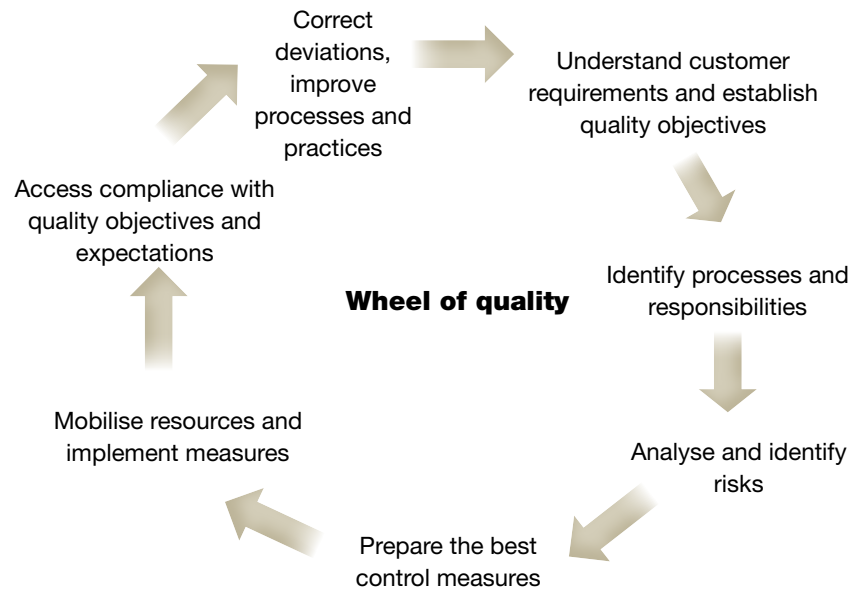 Correct
deviations,
improve
processes and
practices
Understand customer
requirements and establish
quality objectives
Identify processes and
responsibilities
Analyse and identify
risks
Prepare the best
control measures
Mobilise resources and
implement measures
Access compliance with
quality objectives and
expectations
Wheel of quality